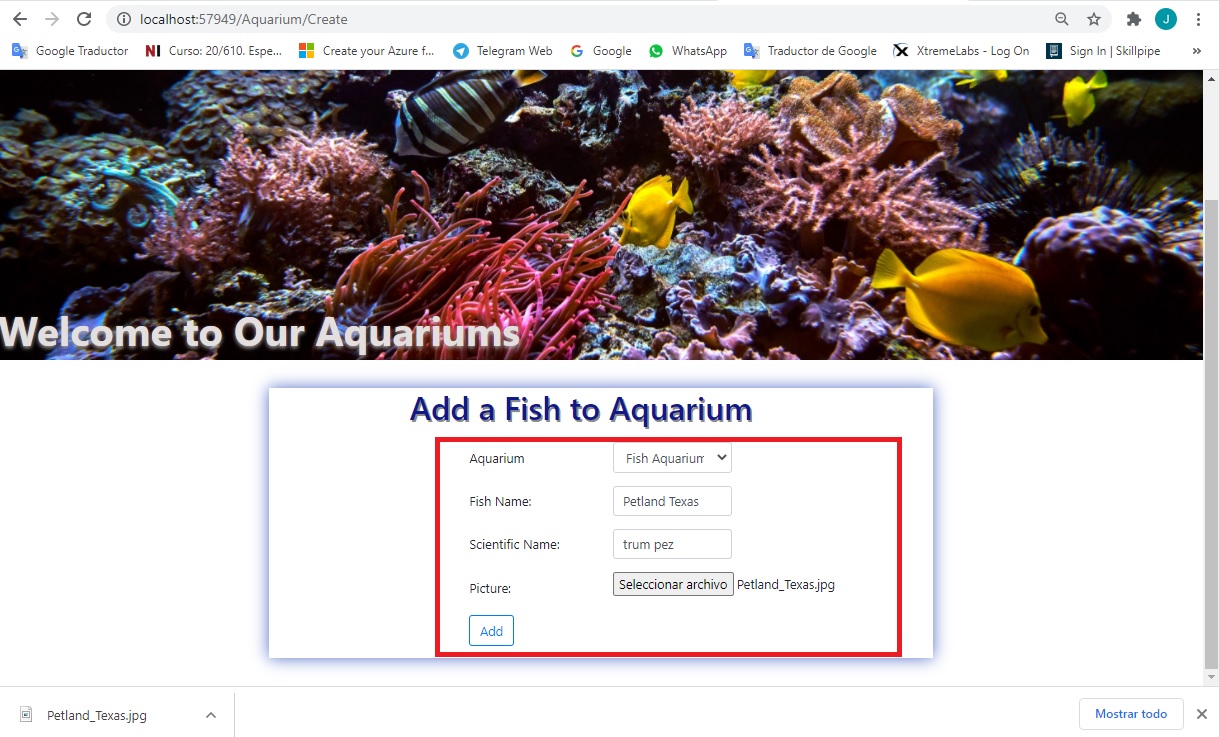 localhost:57949/Aquarium/Create
J
Google Traductor
NI Curso: 20/610. Espe...
Create your Azure f...
Telegram Web
G Google
WhatsApp
Traductor de Google
XtremeLabs - Log On
Sign In | Skillpipe
»
Welcome to Our Aquariums
Add a Fish to Aquarium
Aquarium Fish Aquarium
Fish Name: Petland Texas
Scientific Name: trum pez
Picture: Seleccionar archivo Petland_Texas.jpg
Add
Petland_Texas.jpg
Mostrar todo